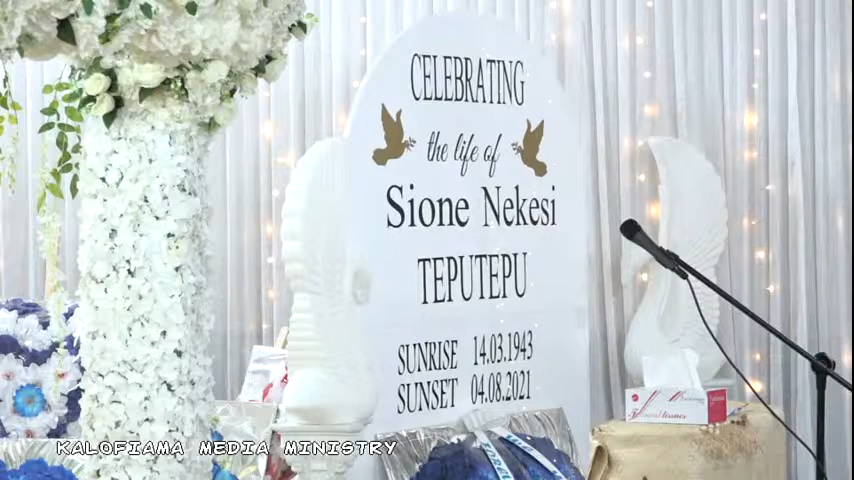 CELEBRATING
the life of
Sione Nekesi
TEPUTEPU
SUNRISE 14.03.1943
SUNSET 04.08.2021
KALOFIAMA MEDIA MINISTRY